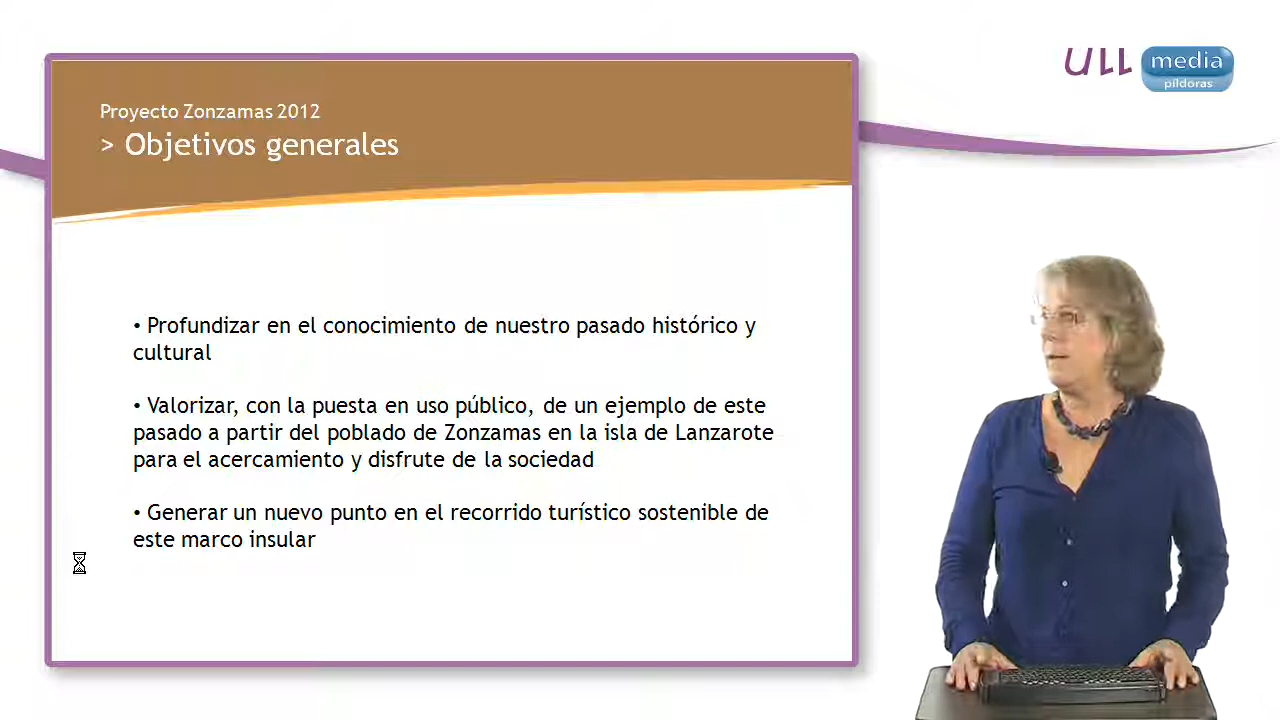 ULL media
píldoras
Proyecto Zonzamas 2012
> Objetivos generales
• Profundizar en el conocimiento de nuestro pasado histórico y
cultural
• Valorizar, con la puesta en uso público, de un ejemplo de este
pasado a partir del poblado de Zonzamas en la isla de Lanzarote
para el acercamiento y disfrute de la sociedad
• Generar un nuevo punto en el recorrido turístico sostenible de
este marco insular